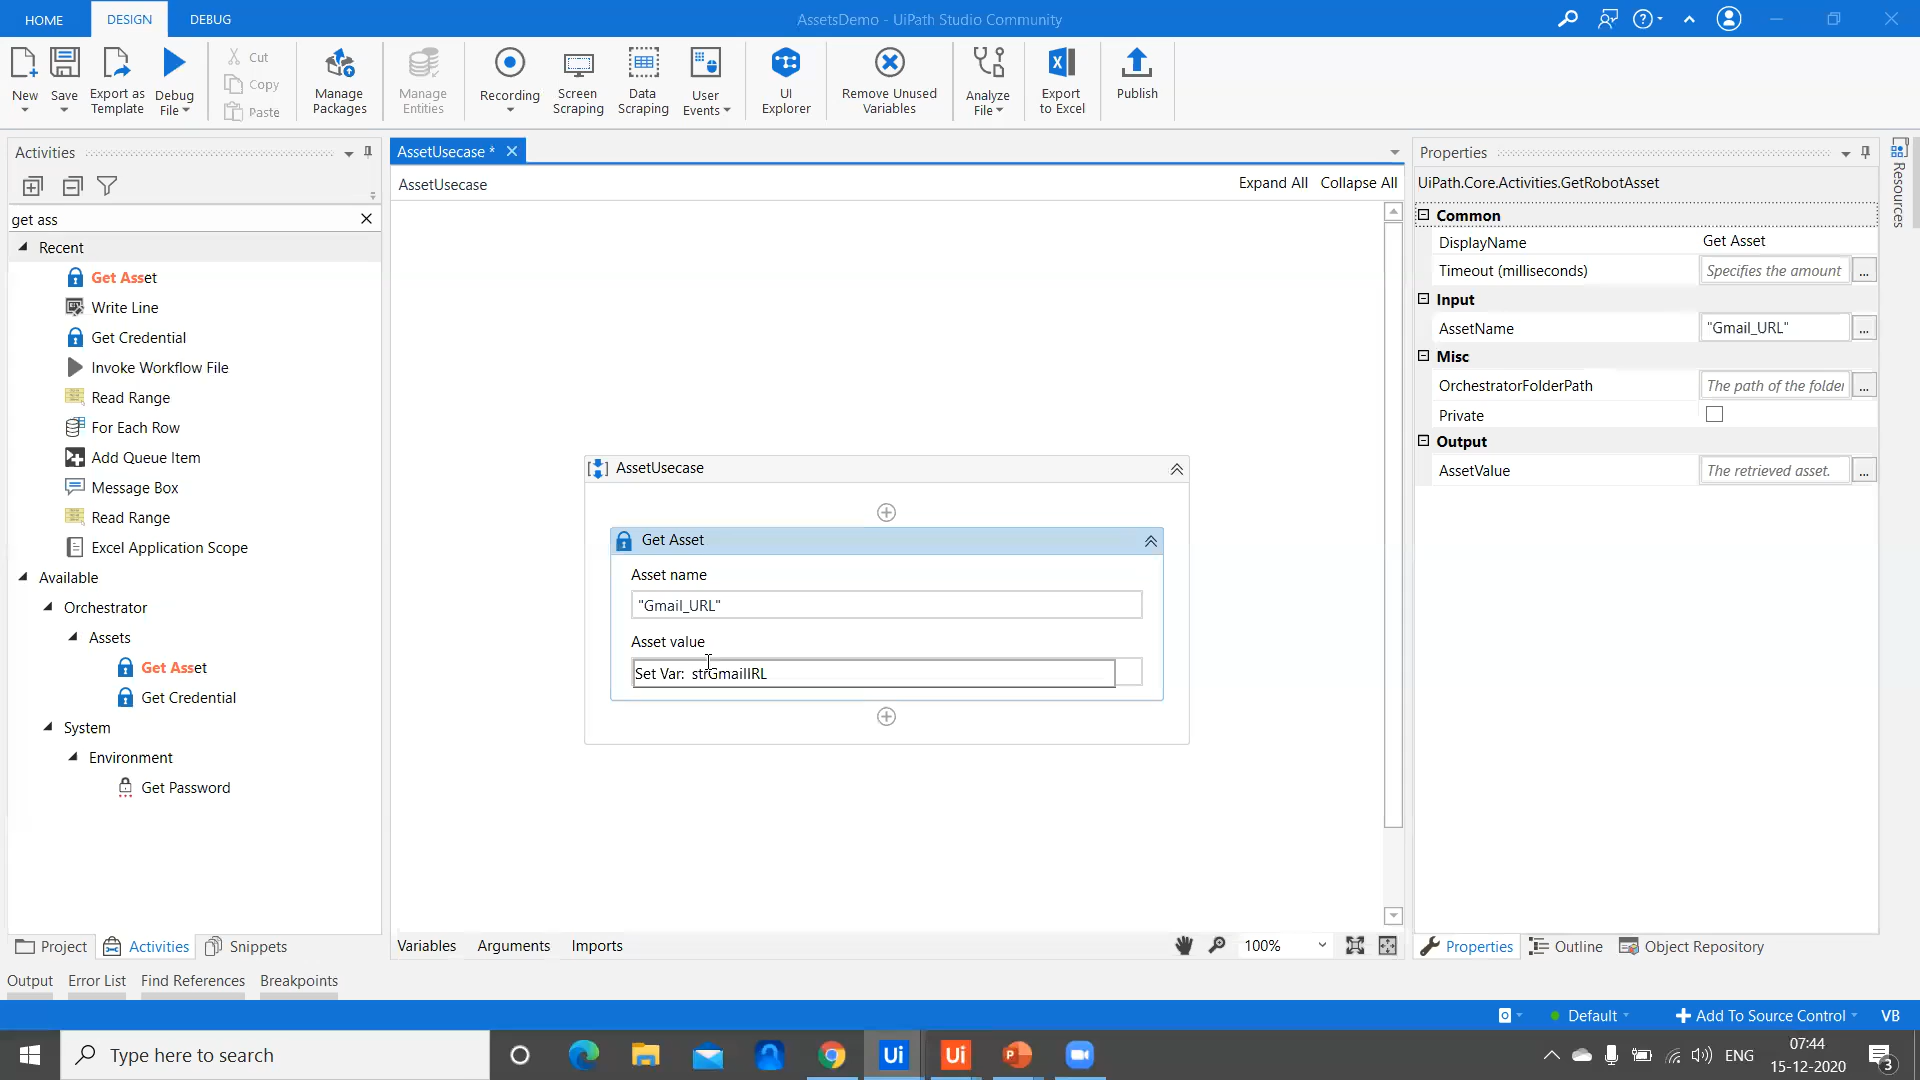 HOME
DESIGN
DEBUG
AssetsDemo - UiPath Studio Community
New
Save
Export as Template
Debug File
Cut
Copy
Paste
Manage Packages
Manage Entities
Recording
Screen Scraping
Data Scraping
User Events
UI Explorer
Remove Unused Variables
Analyze File
Export to Excel
Publish
Activities
get ass
Recent
Get Asset
Write Line
Get Credential
Invoke Workflow File
Read Range
For Each Row
Add Queue Item
Message Box
Read Range
Excel Application Scope
Available
Orchestrator
Assets
Get Asset
Get Credential
System
Environment
Get Password
Project
Activities
Snippets
AssetUsecase *
AssetUsecase
Expand All
Collapse All
AssetUsecase
Get Asset
Asset name
"Gmail_URL"
Asset value
Set Var: strGmailIRL
Variables
Arguments
Imports
100%
Properties
UiPath.Core.Activities.GetRobotAsset
Common
DisplayName
Get Asset
Timeout (milliseconds)
Specifies the amount
...
Input
AssetName
"Gmail_URL"
...
Misc
OrchestratorFolderPath
The path of the folder
...
Private
Output
AssetValue
The retrieved asset.
...
Resources
Properties
Outline
Object Repository
Output
Error List
Find References
Breakpoints
Default
Add To Source Control
VB
Type here to search
Ui
Ui
ENG
07:44
15-12-2020
3